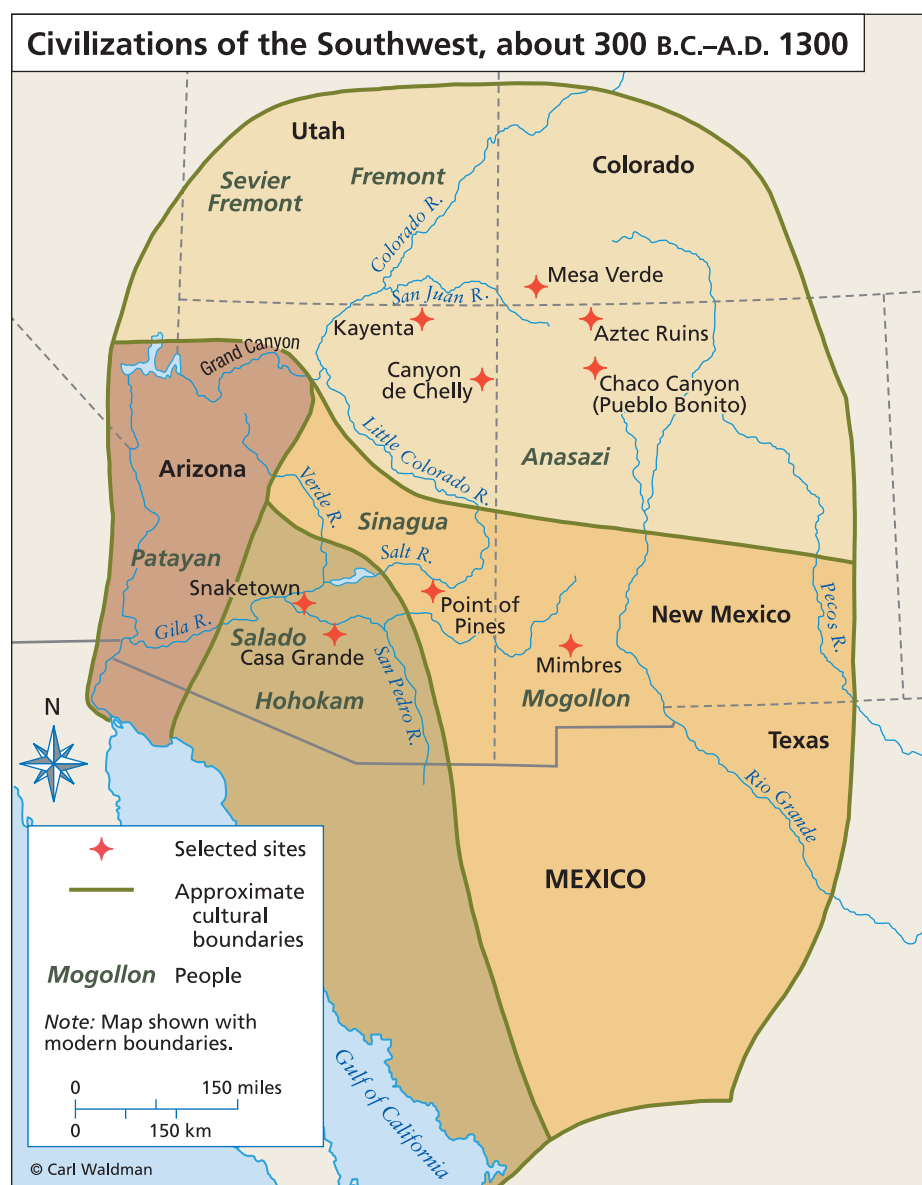 Civilizations of the Southwest, about 300 B.C.–A.D. 1300
Utah
Colorado
Sevier
Fremont
Fremont
Colorado R.
Mesa Verde
San Juan R.
Kayenta
Aztec Ruins
Grand Canyon
Canyon
de Chelly
Chaco Canyon
(Pueblo Bonito)
Little Colorado R.
Anasazi
Arizona
Verde R.
Sinagua
Patayan
Salt R.
Snaketown
Point of
Pines
New Mexico
Pecos R.
Gila R.
Salado
Casa Grande
San Pedro R.
Mimbres
Hohokam
Mogollon
N
Texas
Rio Grande
MEXICO
Selected sites
Approximate
cultural
boundaries
Mogollon People
Note: Map shown with
modern boundaries.
0 150 miles
0 150 km
Gulf of California
© Carl Waldman